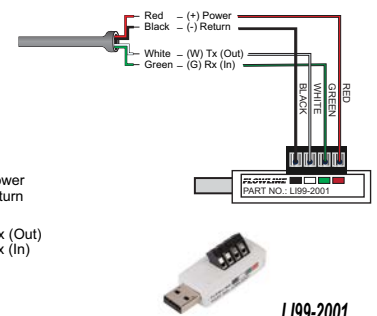 Red – (+) Power
Black – (-) Return
White – (W) Tx (Out)
Green – (G) Rx (In)
BLACK
WHITE
GREEN
RED
FLOWLINE
PART NO.: LI99-2001
ower
turn
x (Out)
x (In)
LI99-2001